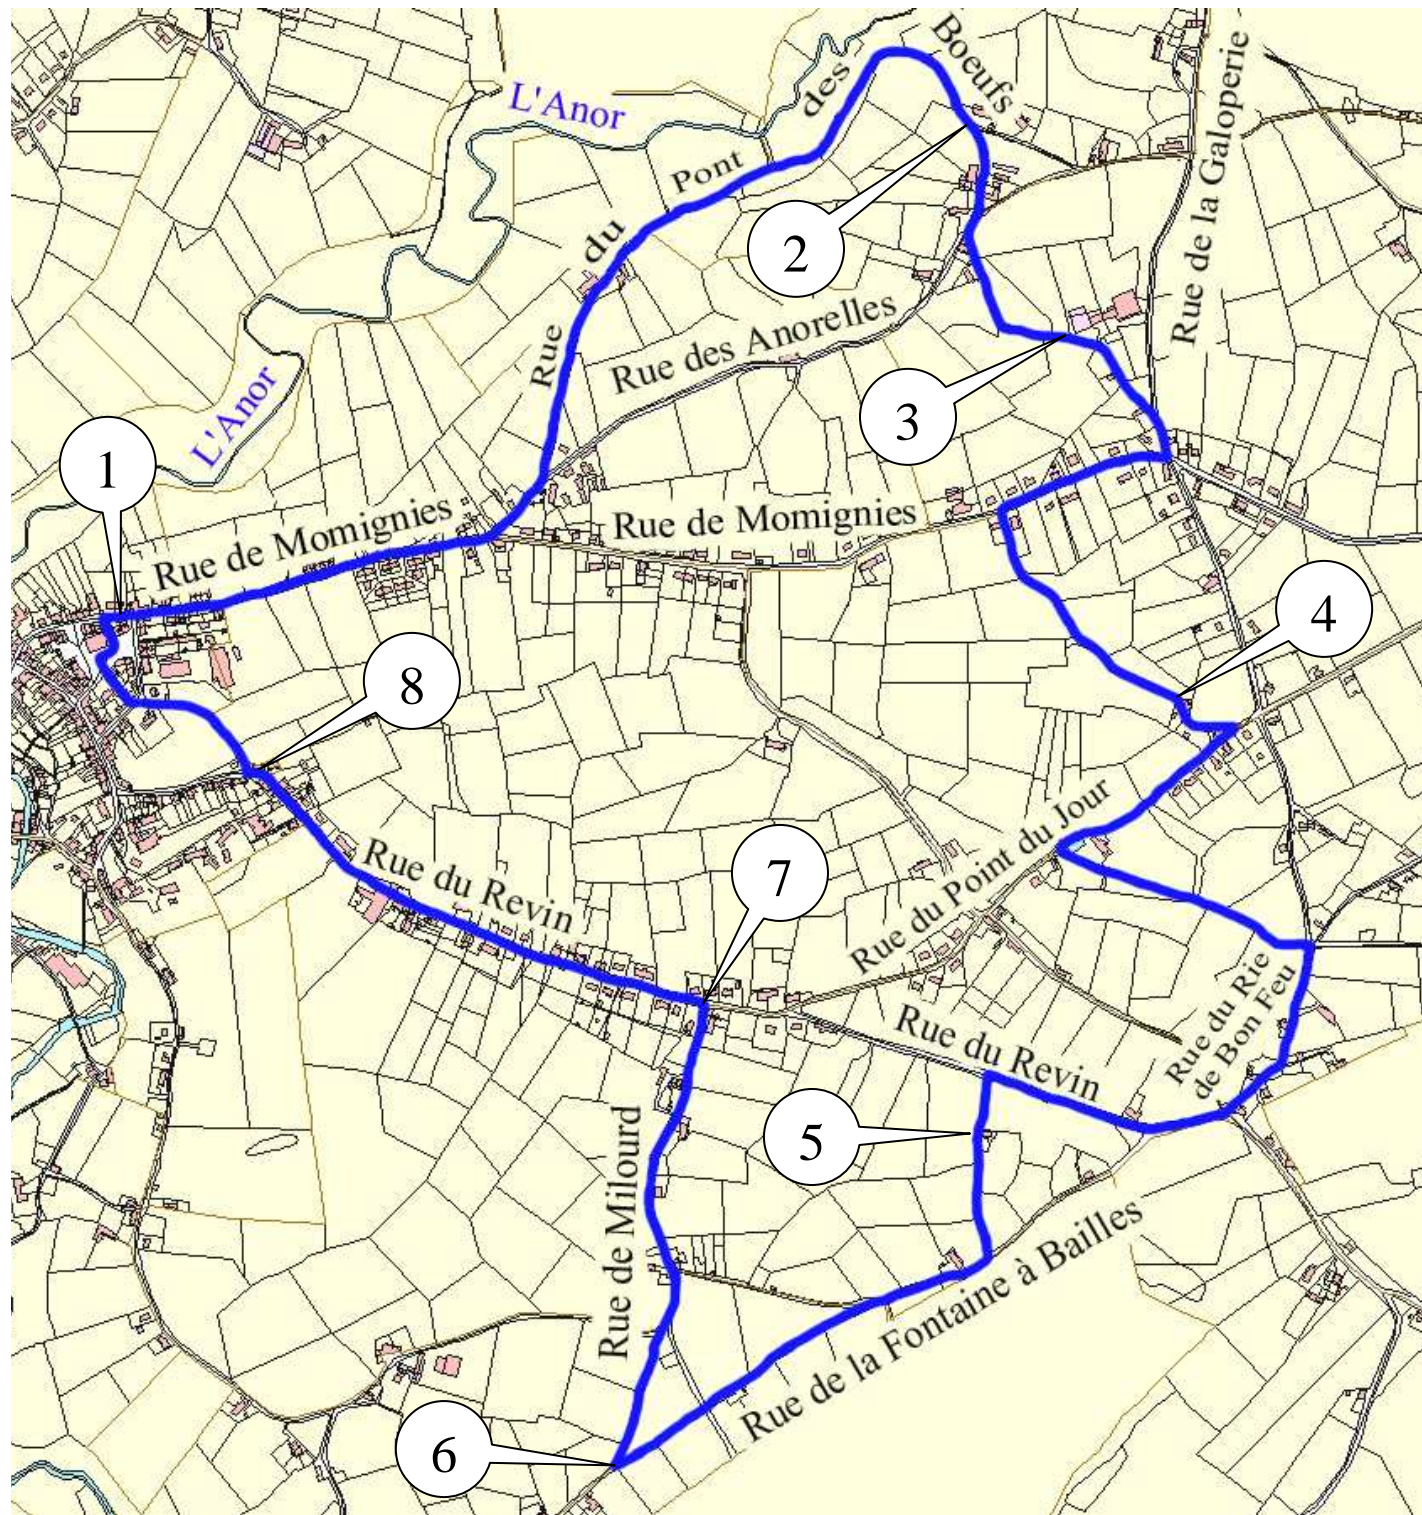 L'Anor
Rue du Pont des Boeufs
Rue de la Galoperie
2
Rue des Anorelles
L'Anor
3
1
Rue de Momignies
Rue de Momignies
4
8
Rue du Revin
7
Rue du Point du Jour
Rue du Rie
de Bon Feu
Rue du Revin
5
Rue de Milourd
Rue de la Fontaine à Bailles
6